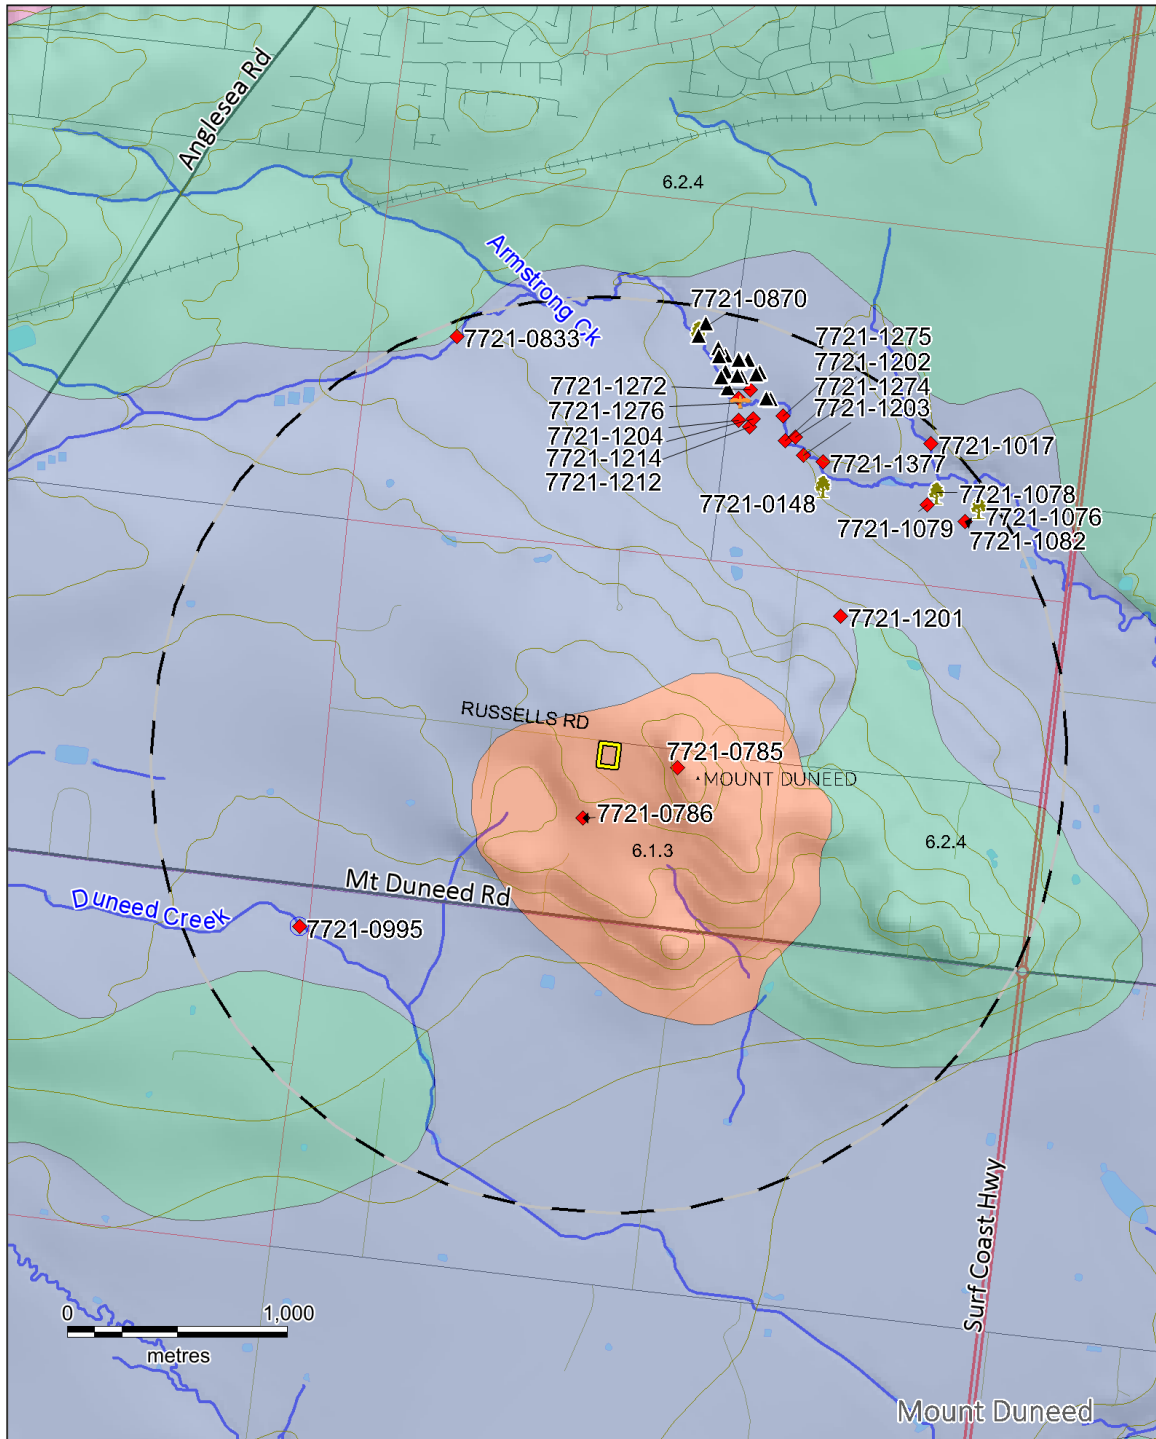 Anglesea Rd
6.2.4
Armstrong Ck
7721-0870
7721-0833
7721-1275
7721-1202
7721-1274
7721-1203
7721-1272
7721-1276
7721-1204
7721-1214
7721-1212
7721-1017
7721-1377
7721-0148
7721-1078
7721-1076
7721-1079
7721-1082
7721-1201
RUSSELLS RD
7721-0785
MOUNT DUNEED
7721-0786
6.1.3
6.2.4
Mt Duneed Rd
Duneed Creek
7721-0995
Surf Coast Hwy
0 1,000
metres
Mount Duneed